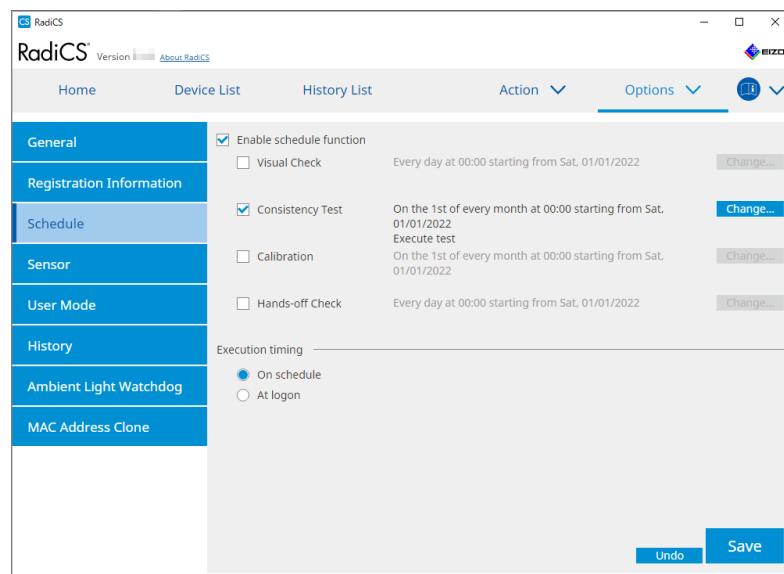 CS RadiCS
RadiCS® Version About RadiCS EIZO
Home Device List History List Action Options
General
Registration Information
Schedule
Sensor
User Mode
History
Ambient Light Watchdog
MAC Address Clone
Enable schedule function
Visual Check Every day at 00:00 starting from Sat, 01/01/2022 Change...
Consistency Test On the 1st of every month at 00:00 starting from Sat, Change...
01/01/2022
Execute test
Calibration On the 1st of every month at 00:00 starting from Sat, Change...
01/01/2022
Hands-off Check Every day at 00:00 starting from Sat, 01/01/2022 Change...
Execution timing
On schedule
At logon
Undo Save